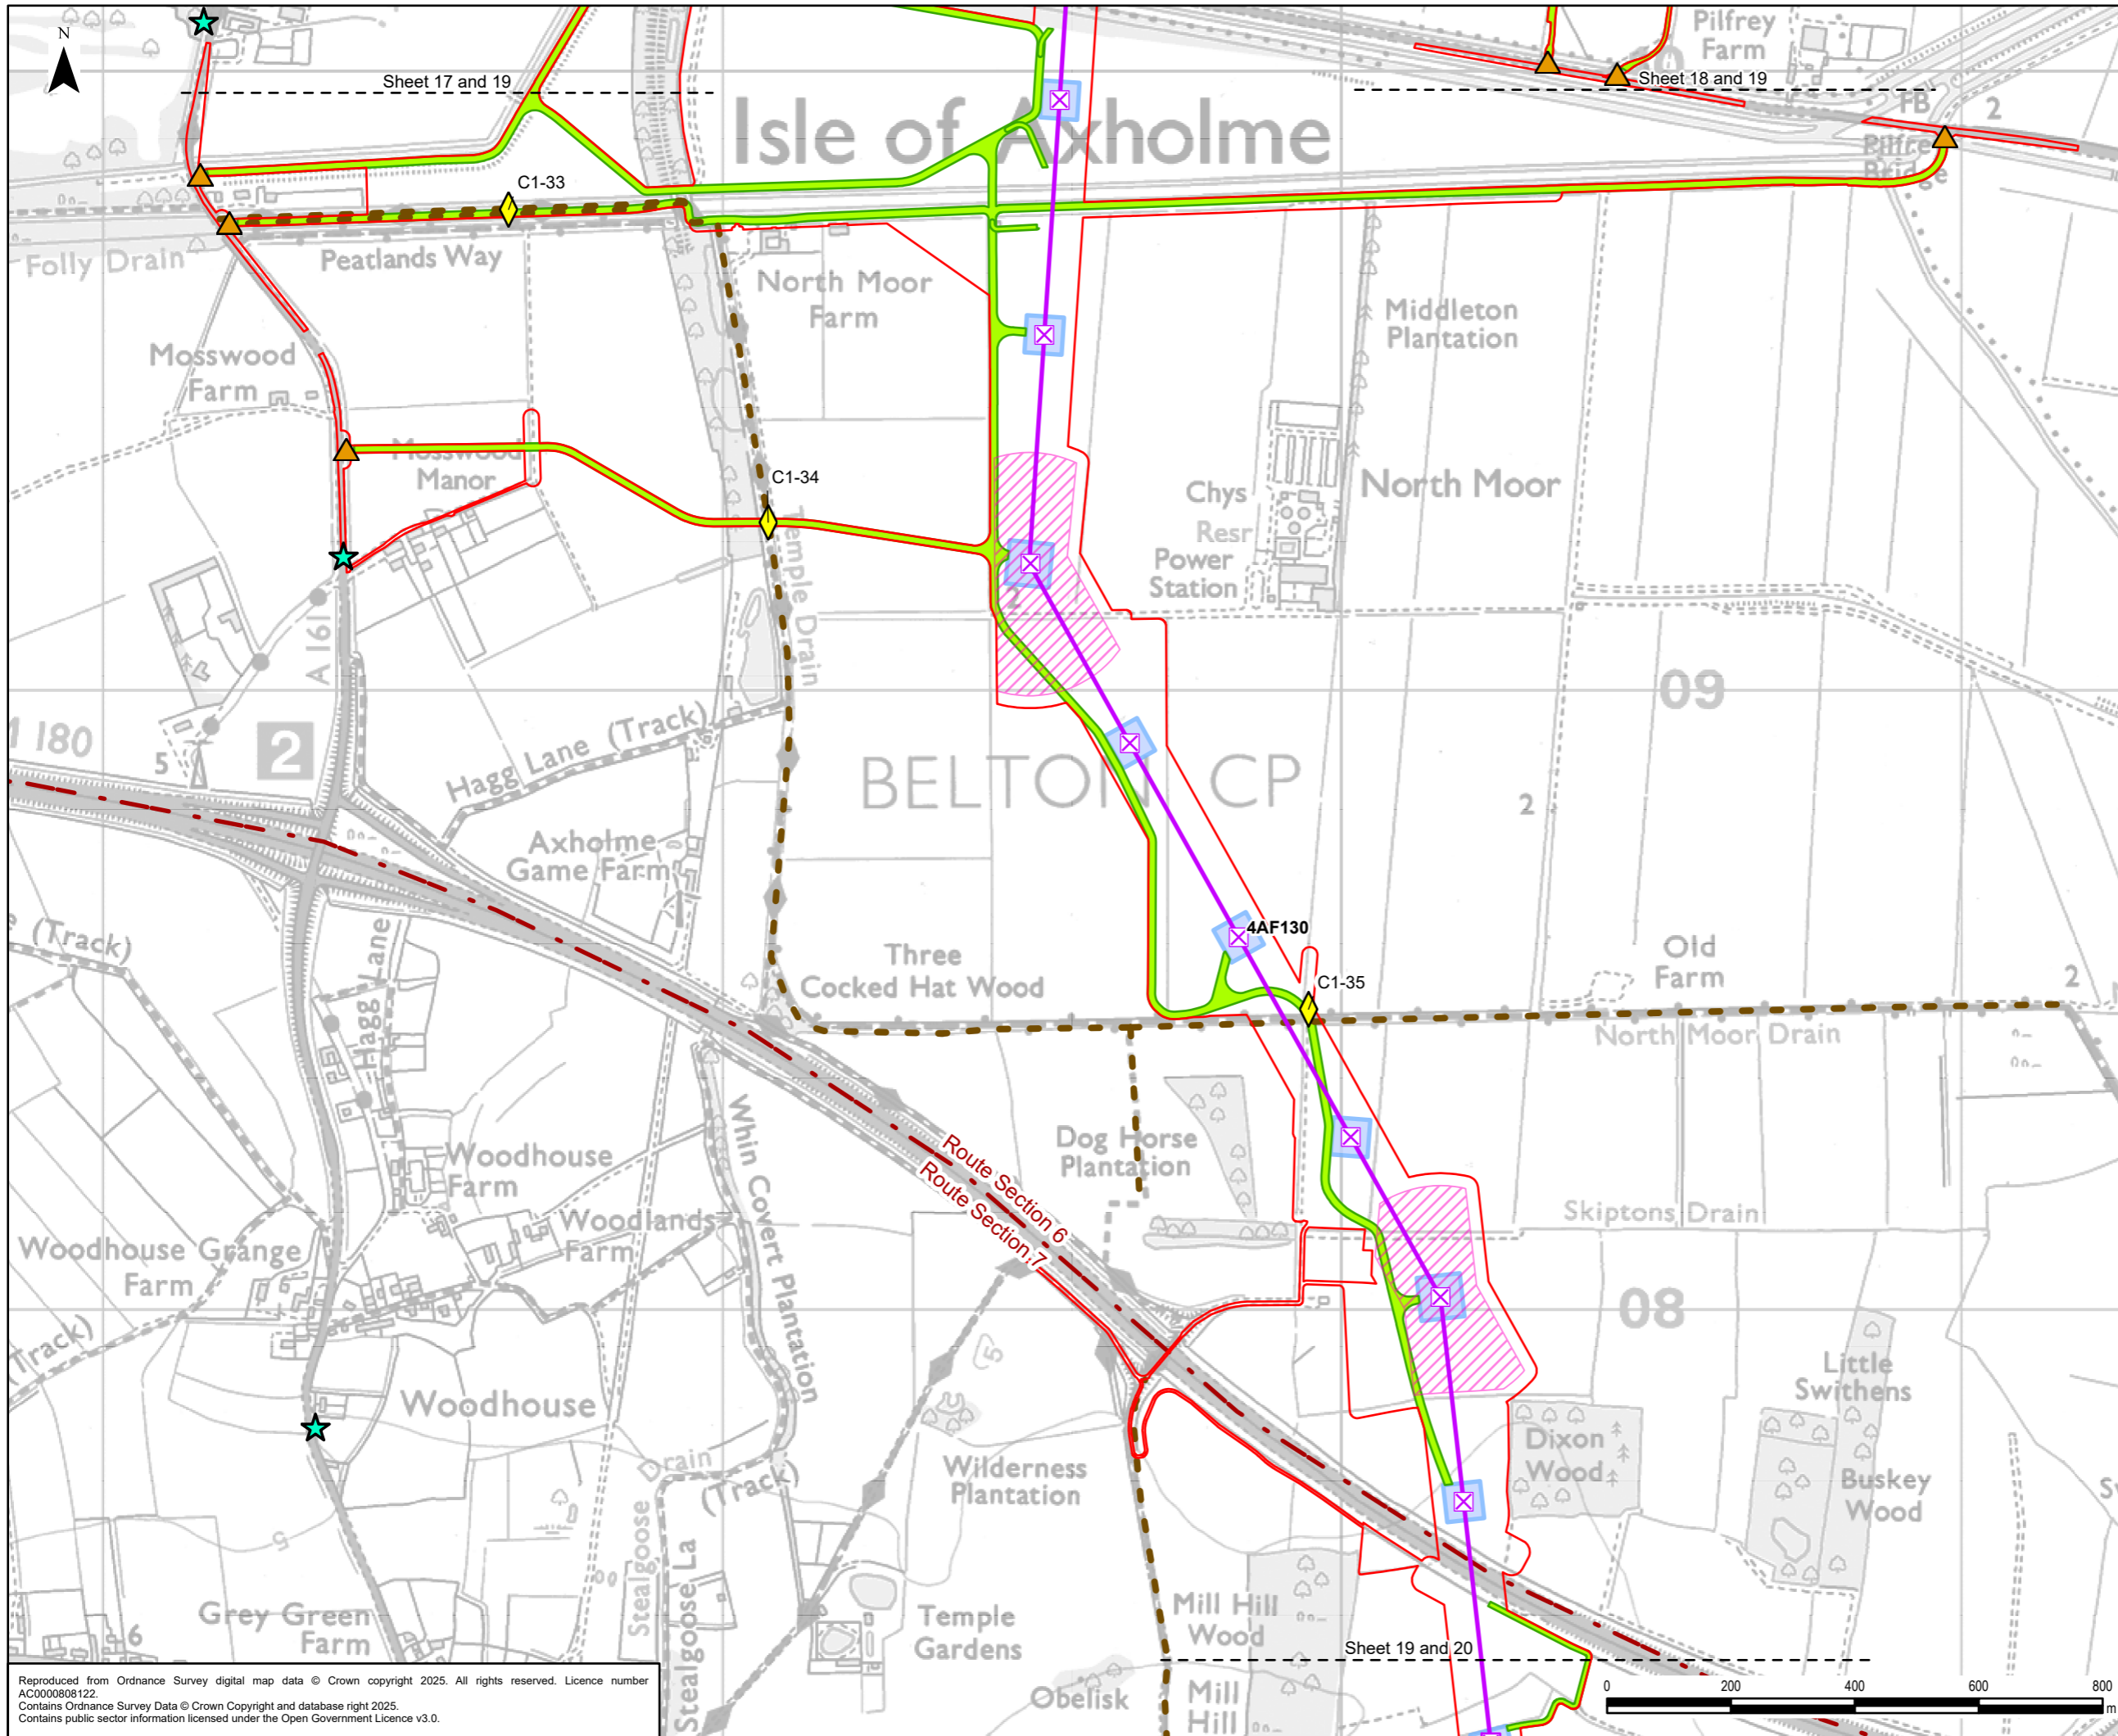 N
Pilfrey
Farm
10
Sheet 17 and 19
Sheet 18 and 19
FB
2
Isle of Axholme
Pilfre
Bridge
C1-33
Folly Drain
Peatlands Way
North Moor
Farm
Middleton
Plantation
Mosswood
Farm
Mosswood
Manor
C1-34
Chys
Resr
Power
Station
North Moor
Temple Drain
2
A 161
09
M 180
2
5
Hagg Lane (Track)
BELTON CP
2
Axholme
Game Farm
4AF130
(Track)
Hagg Lane
Three
Cocked Hat Wood
C1-35
Old
Farm
2
North Moor Drain
Whin Covert Plantation
Dog Horse
Plantation
Woodhouse
Farm
Route Section 6
Route Section 7
Skiptons Drain
Woodlands
Farm
Woodhouse Grange
Farm
(Track)
08
5
Little
Swithens
Woodhouse
Dixon
Wood
Drain
(Track)
Wilderness
Plantation
Buskey
Wood
5
Stealgoose
Stealgoose La
Grey Green
Farm
6
Temple
Gardens
Mill Hill
Wood
Sheet 19 and 20
Obelisk
Mill
Hill
Reproduced from Ordnance Survey digital map data © Crown copyright 2025. All rights reserved. Licence number
AC0000808122.
Contains Ordnance Survey Data © Crown Copyright and database right 2025.
Contains public sector information licensed under the Open Government Licence v3.0.
0 200 400 600 800
m